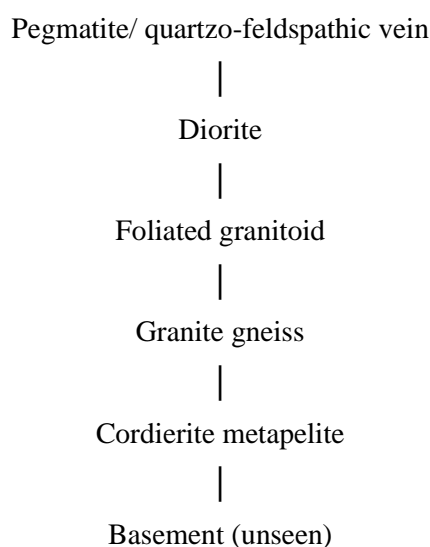 Pegmatite/ quartzo-feldspathic vein
Diorite
Foliated granitoid
Granite gneiss
Cordierite metapelite
Basement (unseen)